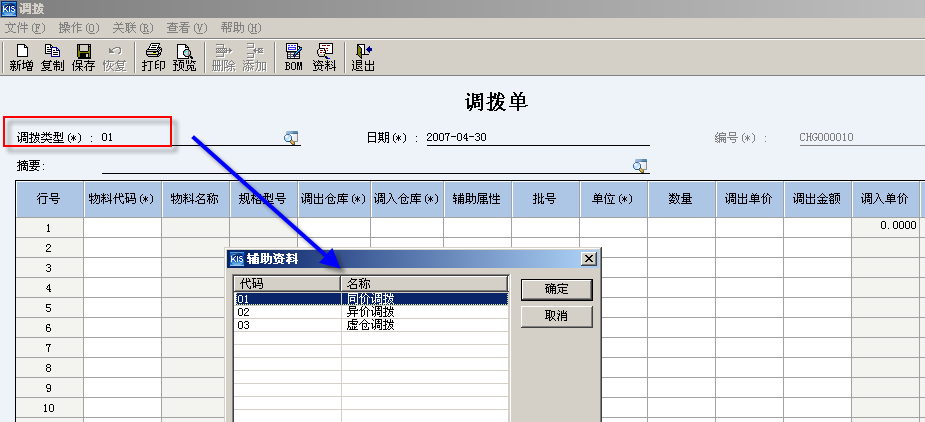 KIS 调拨
文件(F) 操作(O) 关联(R) 查看(V) 帮助(H)
新增 复制 保存 恢复 打印 预览 删除 添加 BOM 资料 退出
调拨单
调拨类型(*) : 01 日期(*) : 2007-04-30 编号(*) : CHG000010
摘要:
行号 物料代码(*) 物料名称 规格型号 调出仓库(*) 调入仓库(*) 辅助属性 批号 单位(*) 数量 调出单价 调出金额 调入单价
1 0.0000
2
3
4
5
6
7
8
9
10
KIS 辅助资料
代码 名称
01 同价调拨
02 异价调拨
03 虚仓调拨
确定
取消